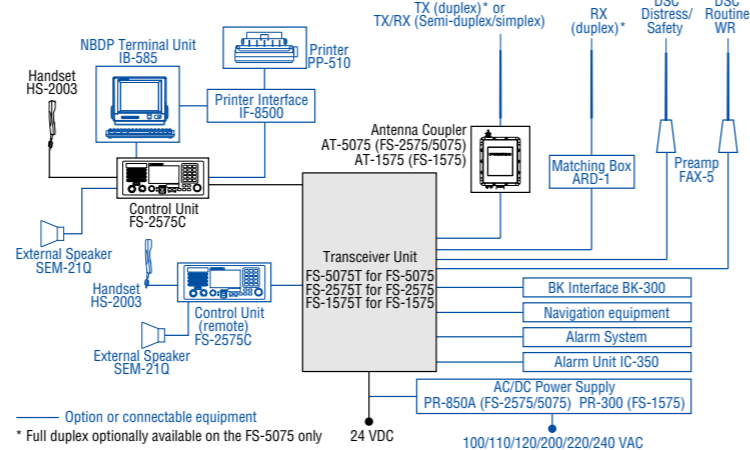 TX (duplex)* or
TX/RX (Semi-duplex/simplex)
RX
(duplex)*
DSC
Distress/
Safety
DSC
Routine
WR
NBDP Terminal Unit
IB-585
Printer
PP-510
Handset
HS-2003
Printer Interface
IF-8500
Antenna Coupler
AT-5075 (FS-2575/5075)
AT-1575 (FS-1575)
Matching Box
ARD-1
Preamp
FAX-5
Control Unit
FS-2575C
External Speaker
SEM-21Q
Transceiver Unit
FS-5075T for FS-5075
FS-2575T for FS-2575
FS-1575T for FS-1575
Handset
HS-2003
Control Unit
(remote)
FS-2575C
External Speaker
SEM-21Q
BK Interface BK-300
Navigation equipment
Alarm System
Alarm Unit IC-350
AC/DC Power Supply
PR-850A (FS-2575/5075) PR-300 (FS-1575)
Option or connectable equipment
* Full duplex optionally available on the FS-5075 only
24 VDC
100/110/120/200/220/240 VAC